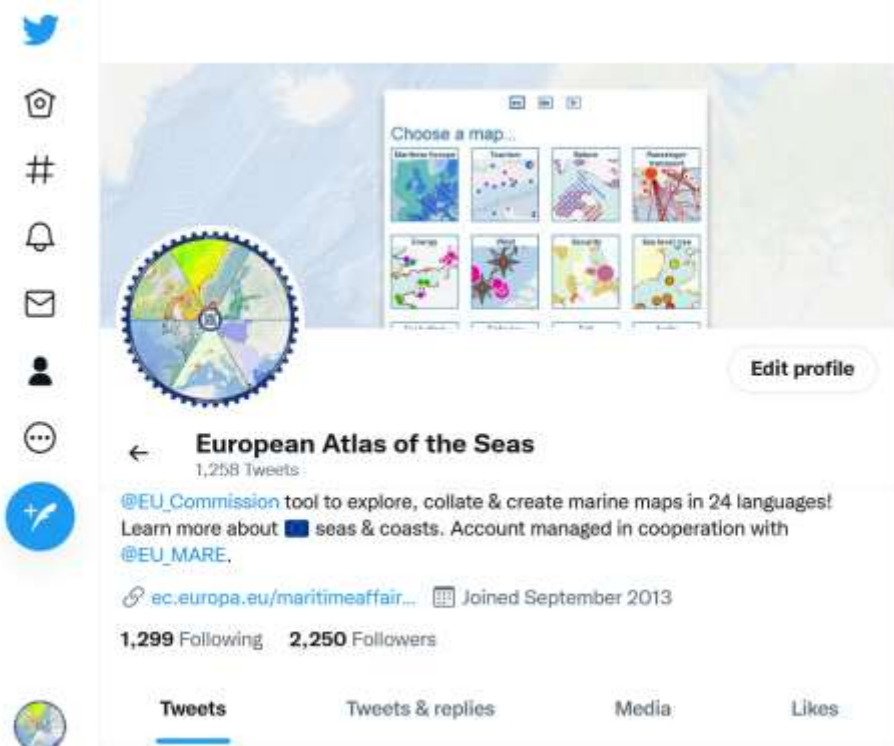 Choose a map...
Maritime Europe
Tourism
Nature
Passenger transport
Energy
Wind
Security
Sea level rise
Edit profile
European Atlas of the Seas
1,258 Tweets
@EU_Commission tool to explore, collate & create marine maps in 24 languages!
Learn more about seas & coasts. Account managed in cooperation with
@EU_MARE.
ec.europa.eu/maritimeaffair... Joined September 2013
1,299 Following 2,250 Followers
Tweets Tweets & replies Media Likes